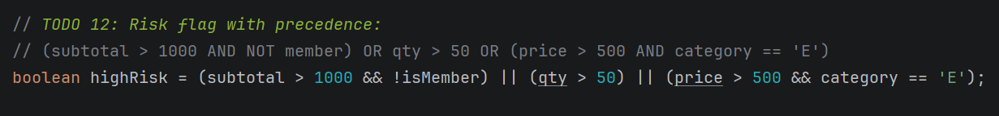 // TODO 12: Risk flag with precedence:
// (subtotal > 1000 AND NOT member) OR qty > 50 OR (price > 500 AND category == 'E')
boolean highRisk = (subtotal > 1000 && !isMember) || (qty > 50) || (price > 500 && category == 'E');